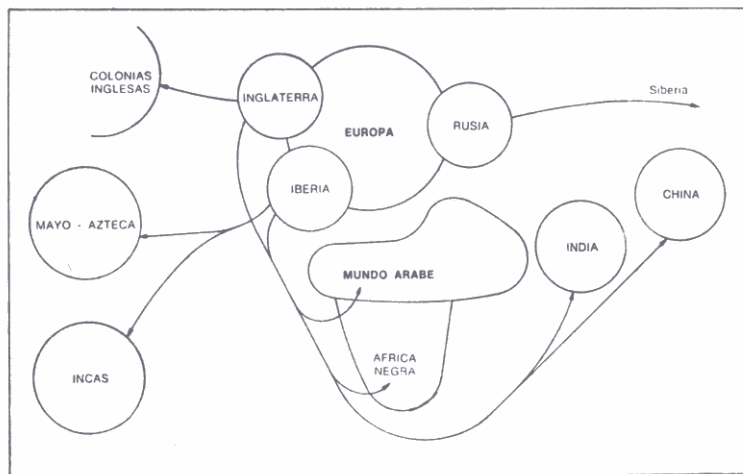 COLONIAS
INGLESAS
INGLATERRA
EUROPA
RUSIA
Siberia
IBERIA
CHINA
MAYO - AZTECA
INDIA
MUNDO ARABE
AFRICA
NEGRA
INCAS